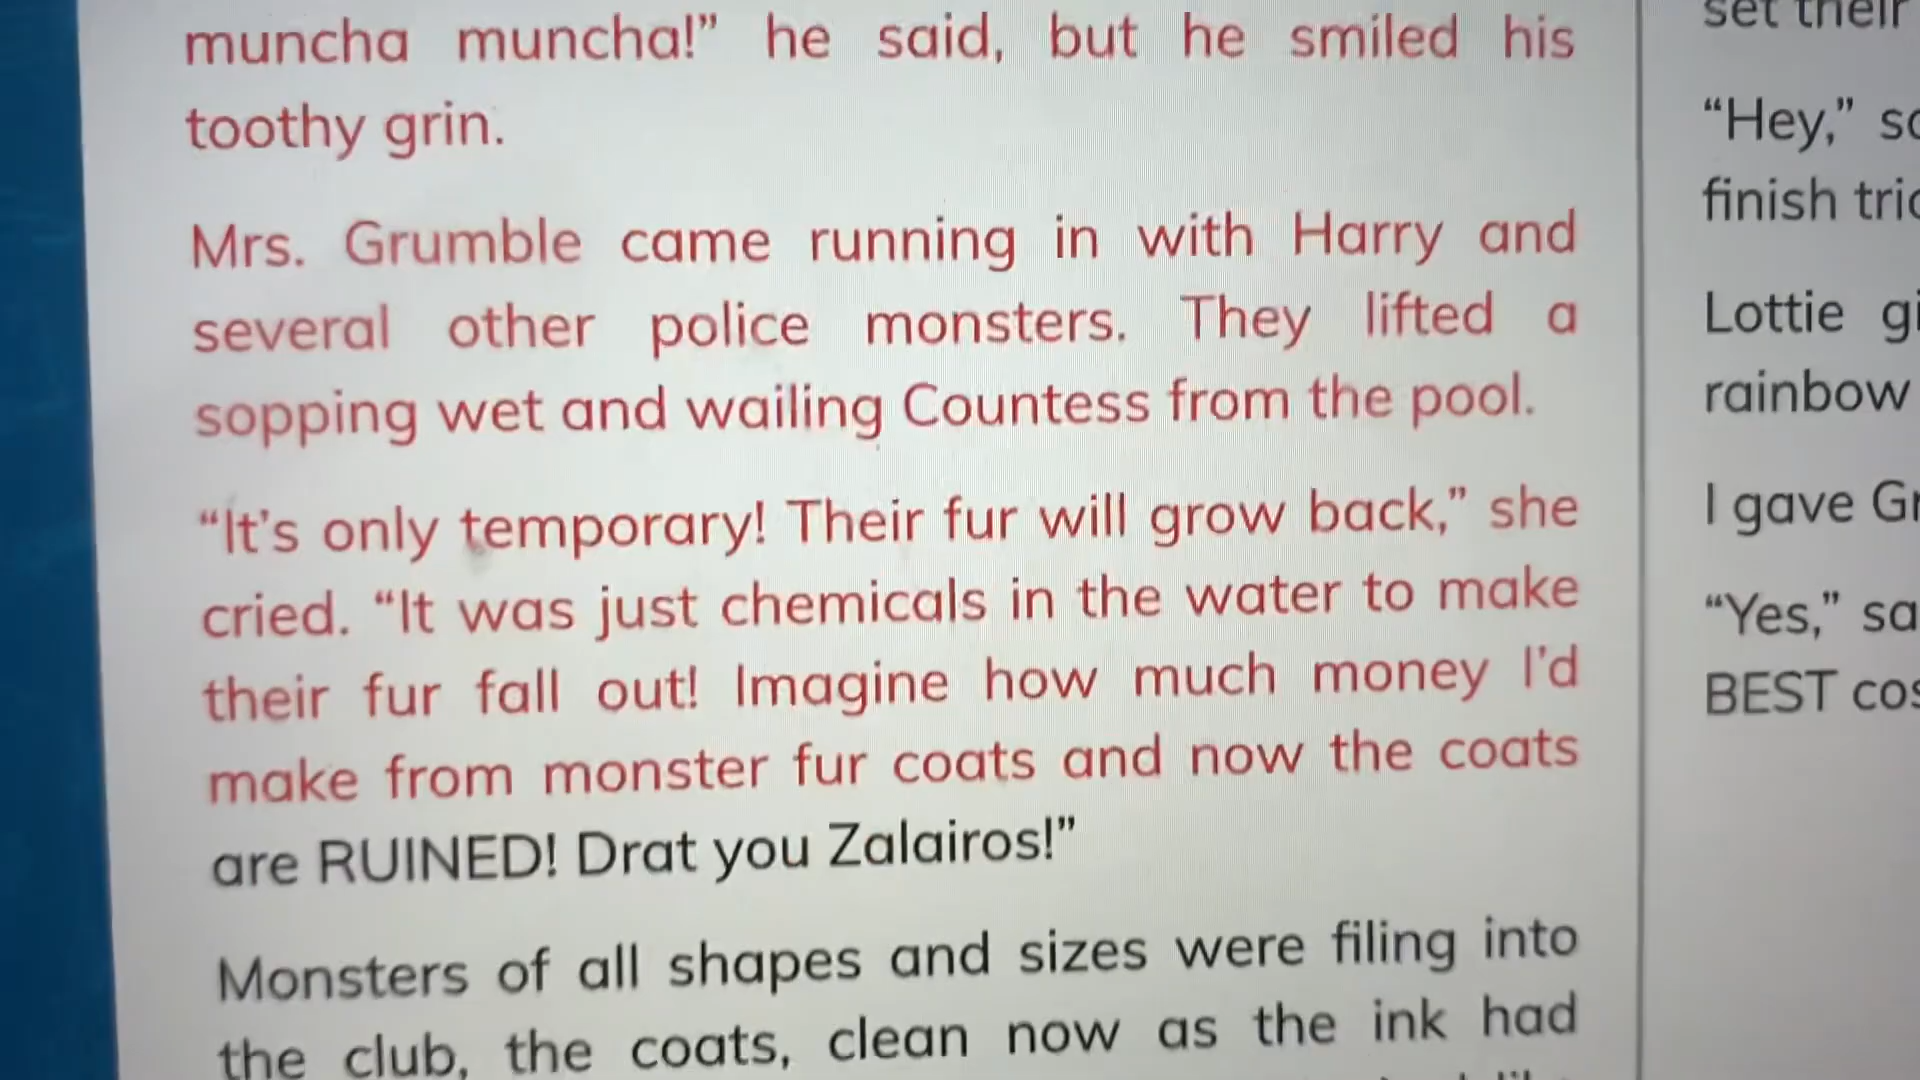 muncha muncha!” he said, but he smiled his
toothy grin.
Mrs. Grumble came running in with Harry and
several other police monsters. They lifted a
sopping wet and wailing Countess from the pool.
“It’s only temporary! Their fur will grow back,” she
cried. “It was just chemicals in the water to make
their fur fall out! Imagine how much money I’d
make from monster fur coats and now the coats
are RUINED! Drat you Zalairos!”
Monsters of all shapes and sizes were filing into
the club, the coats, clean now as the ink had
set their
“Hey,”
finish
Lottie
rainbow
I gave
“Yes,”
BEST